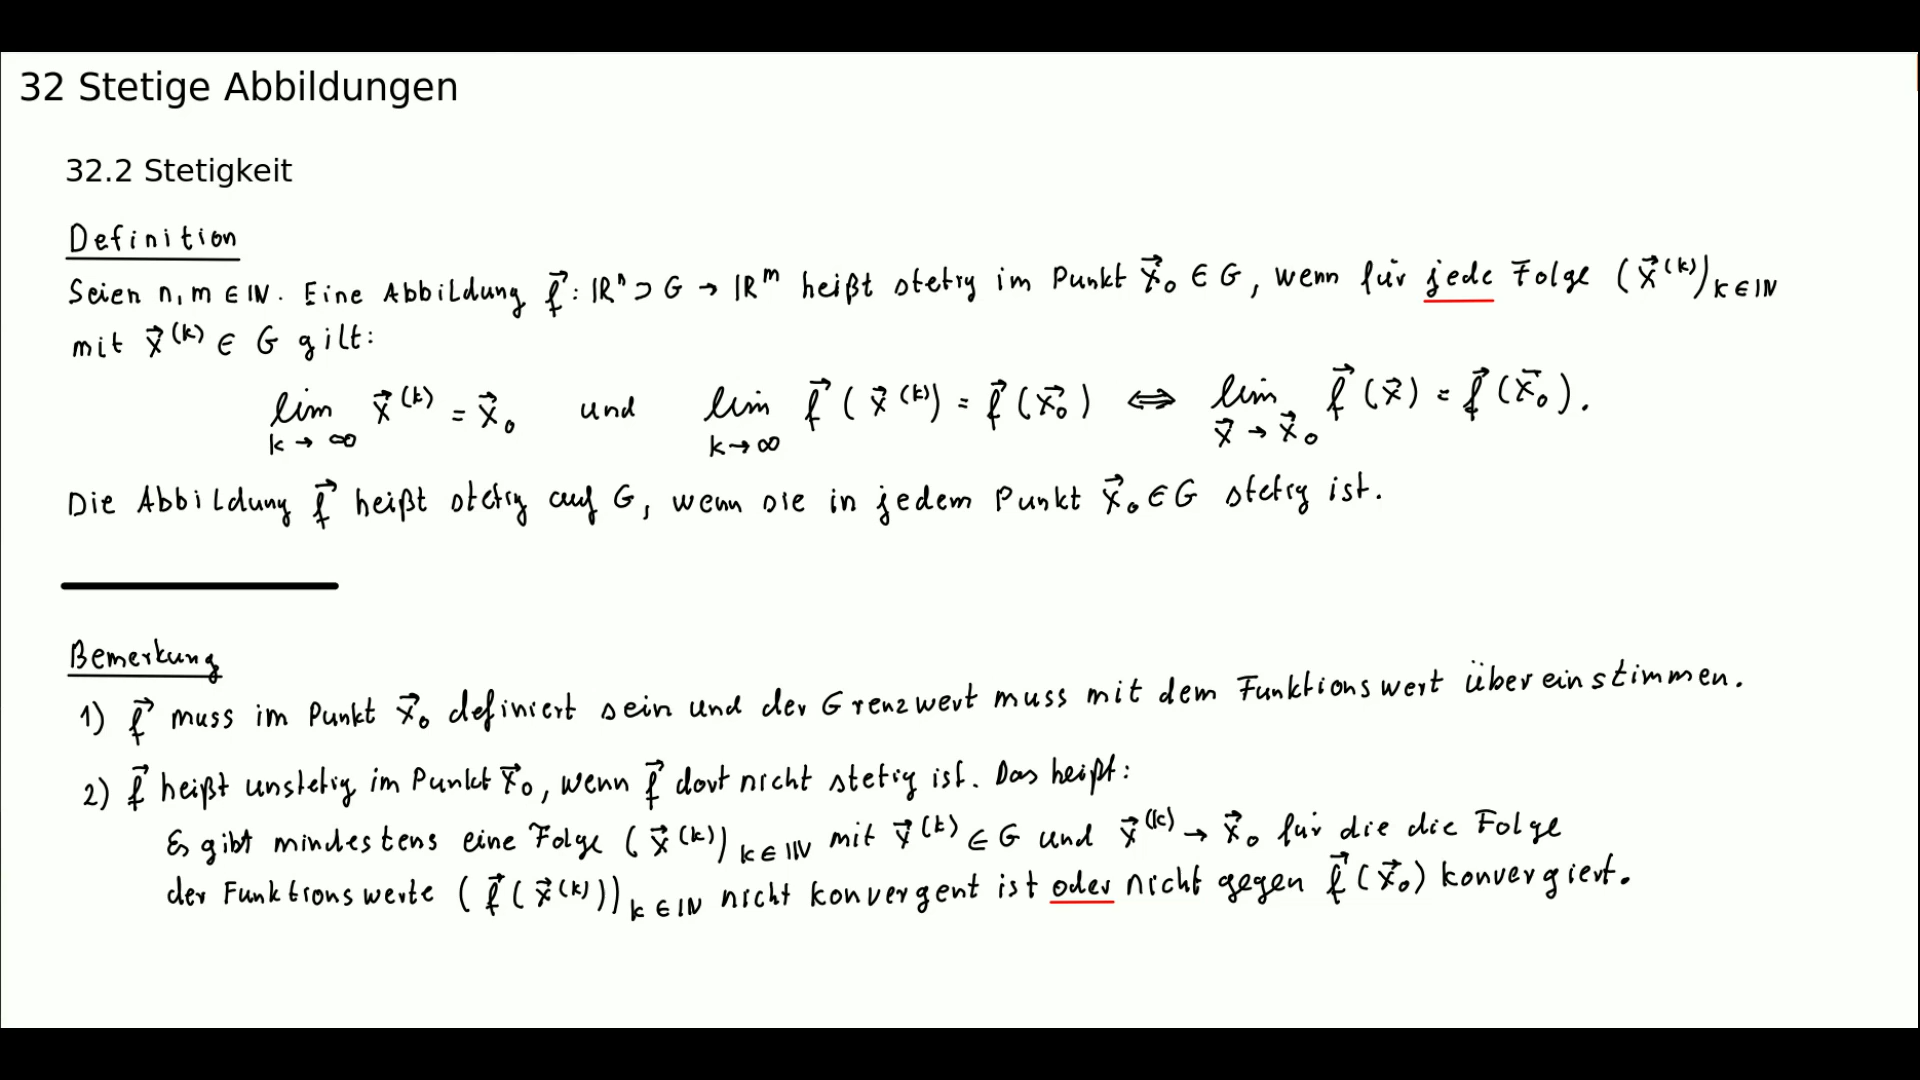 32 Stetige Abbildungen
32.2 Stetigkeit
Definition
Seien n, m ∈ ℕ. Eine Abbildung f⃗ : ℝⁿ ⊃ G → ℝᵐ heißt stetig im Punkt x⃗₀ ∈ G, wenn für jede Folge (x⃗⁽ᵏ⁾)_{k∈ℕ}
mit x⃗⁽ᵏ⁾ ∈ G gilt:
lim_{k→∞} x⃗⁽ᵏ⁾ = x⃗₀ und lim_{k→∞} f⃗(x⃗⁽ᵏ⁾) = f⃗(x⃗₀) ⟺ lim_{x⃗→x⃗₀} f⃗(x⃗) = f⃗(x⃗₀).
Die Abbildung f⃗ heißt stetig auf G, wenn sie in jedem Punkt x⃗₀ ∈ G stetig ist.
Bemerkung
1) f⃗ muss im Punkt x⃗₀ definiert sein und der Grenzwert muss mit dem Funktionswert übereinstimmen.
2) f⃗ heißt unstetig im Punkt x⃗₀, wenn f⃗ dort nicht stetig ist. Das heißt:
Es gibt mindestens eine Folge (x⃗⁽ᵏ⁾)_{k∈ℕ} mit x⃗⁽ᵏ⁾ ∈ G und x⃗⁽ᵏ⁾ → x⃗₀ für die die Folge
der Funktionswerte (f⃗(x⃗⁽ᵏ⁾))_{k∈ℕ} nicht konvergent ist oder nicht gegen f⃗(x⃗₀) konvergiert.